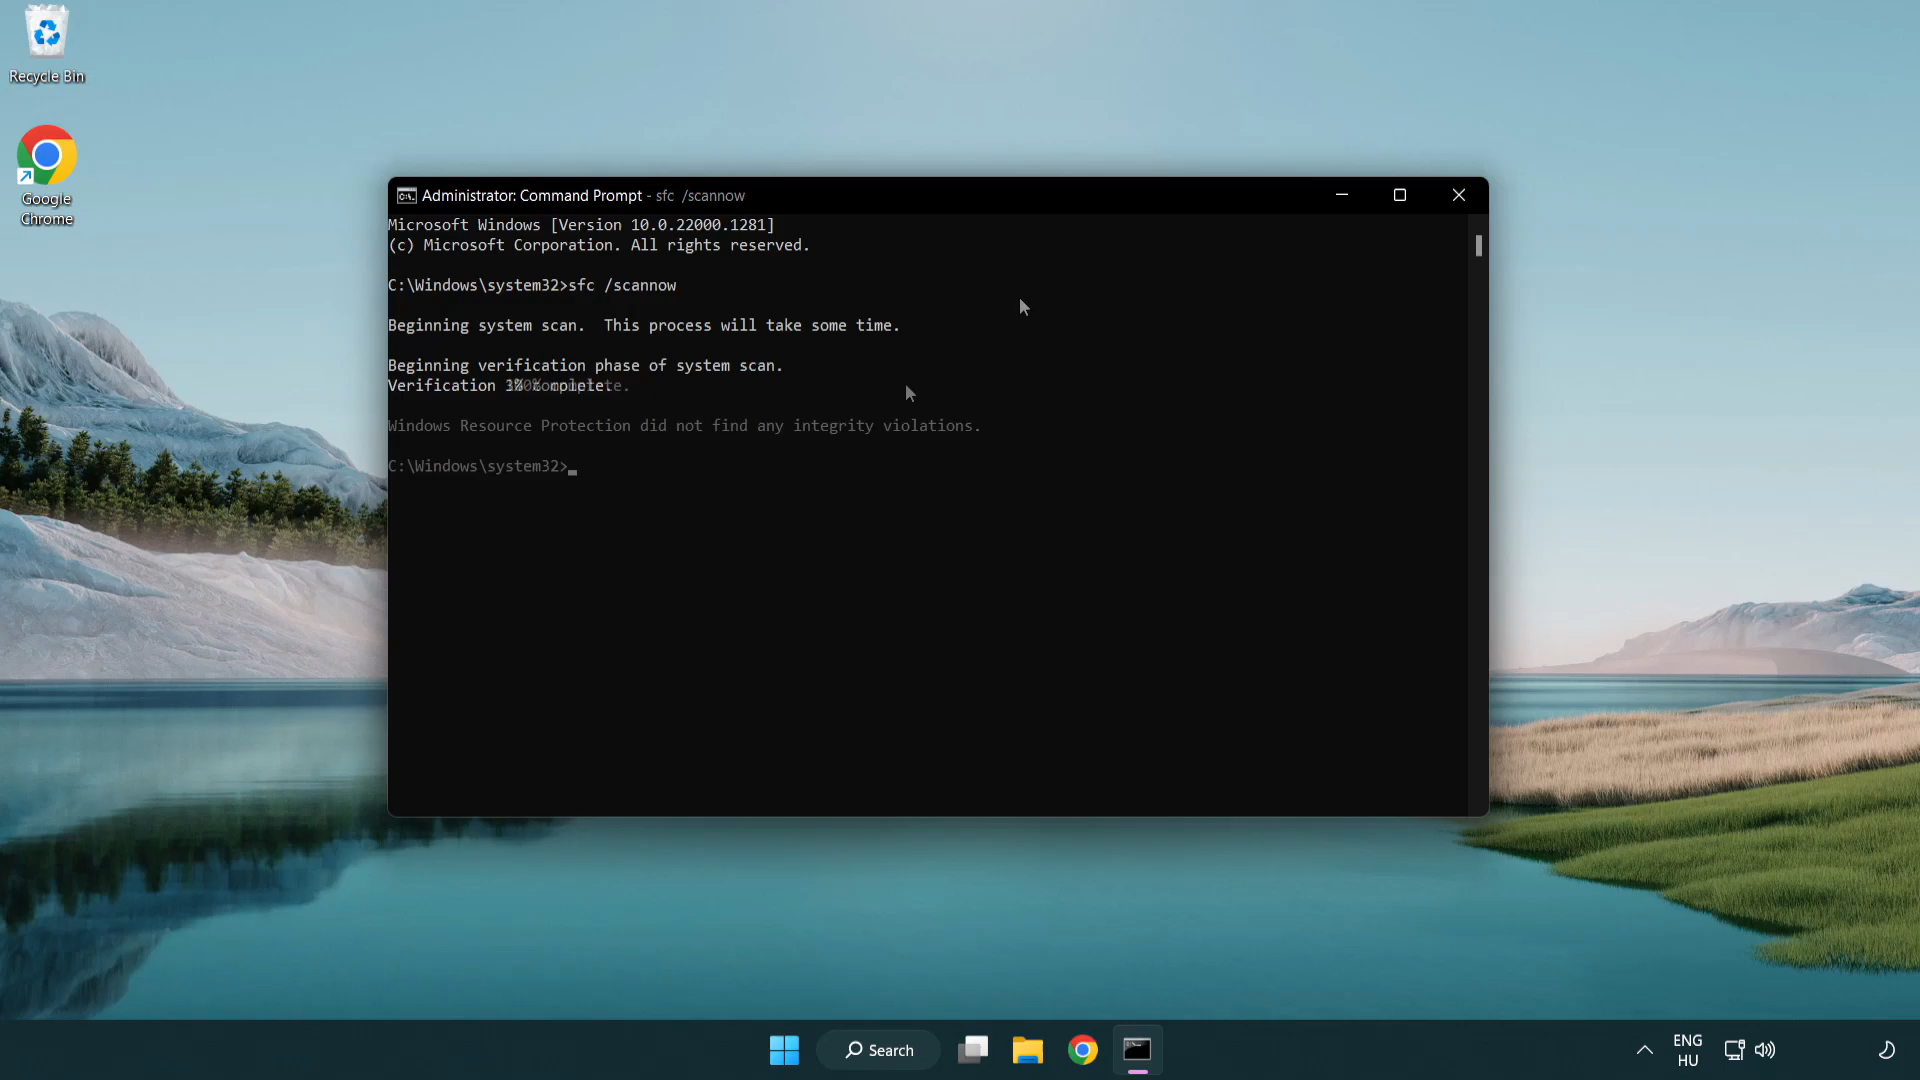 Recycle Bin
Google
Chrome
Administrator: Command Prompt - sfc /scannow
Microsoft Windows [Version 10.0.22000.1281]
(c) Microsoft Corporation. All rights reserved.
C:\Windows\system32>sfc /scannow
Beginning system scan.  This process will take some time.
Beginning verification phase of system scan.
Verification
Windows Resource Protection did not find any integrity violations.
C:\Windows\system32>
Search
ENG
HU